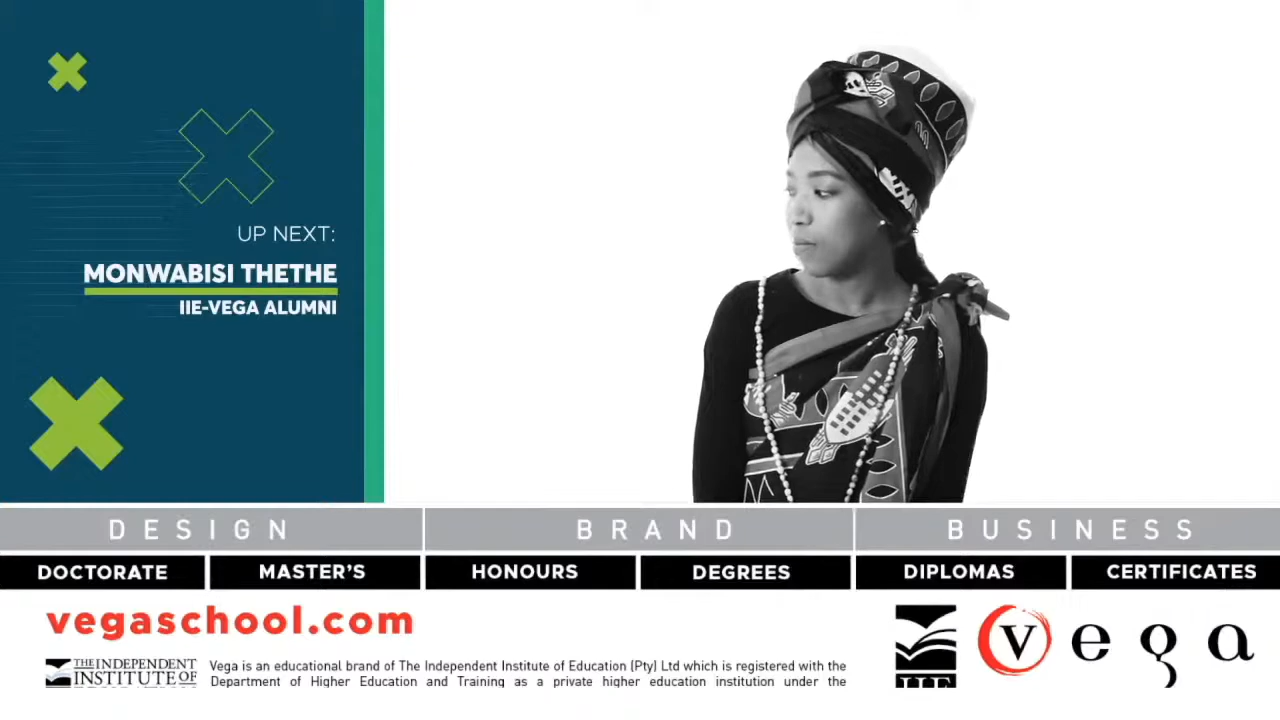 UP NEXT:
MONWABISI THETHE
IIE-VEGA ALUMNI
DESIGN BRAND BUSINESS
DOCTORATE MASTER'S HONOURS DEGREES DIPLOMAS CERTIFICATES
vegaschool.com
vega
THE INDEPENDENT
INSTITUTE OF
Vega is an educational brand of The Independent Institute of Education (Pty) Ltd which is registered with the
Department of Higher Education and Training as a private higher education institution under the